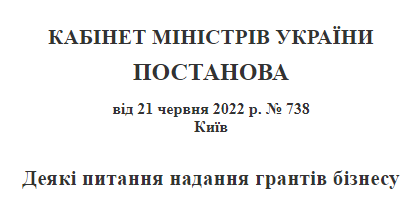 КАБІНЕТ МІНІСТРІВ УКРАЇНИ
ПОСТАНОВА
від 21 червня 2022 р. № 738
Київ
Деякі питання надання грантів бізнесу